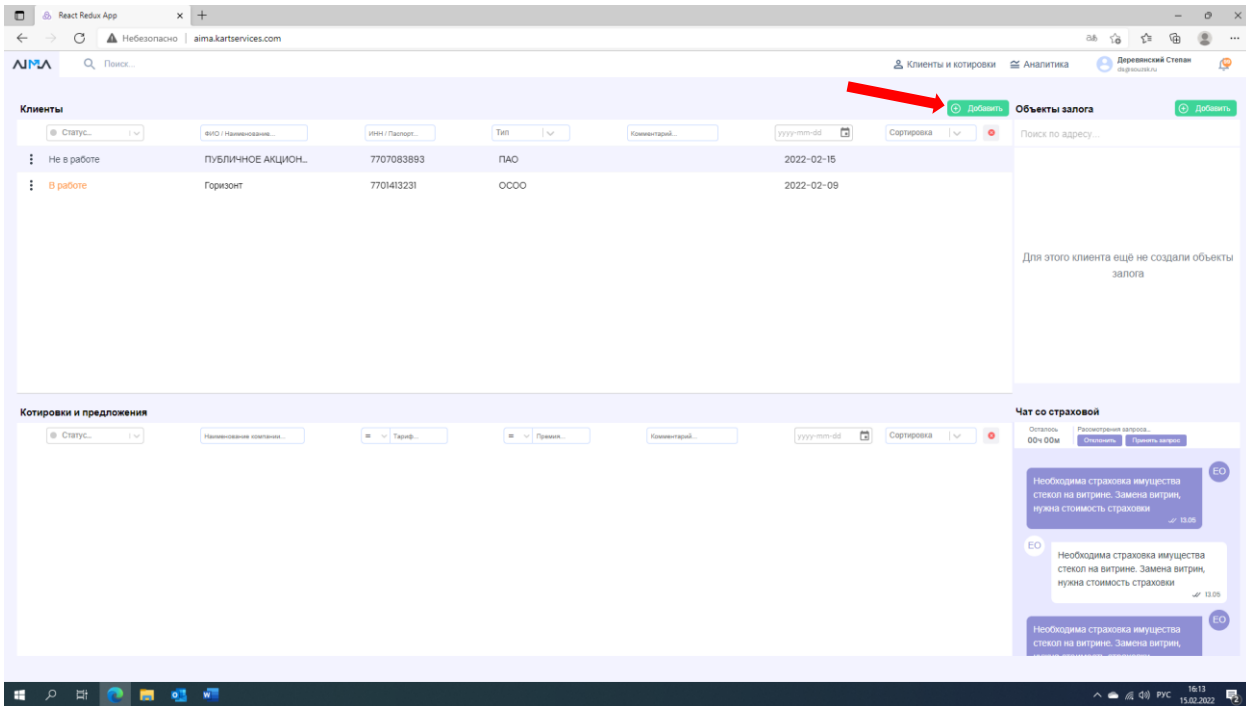 React Redux App
Небезопасно | aima.kartservices.com
AIMA
Поиск...
Клиенты и котировки
Аналитика
Деревянский Степан
Клиенты
Добавить
Объекты залога
Добавить
Статус...
ФИО / Наименование...
ИНН / Паспорт...
Тип
Комментарий...
yyyy-mm-dd
Сортировка
Поиск по адресу...
Не в работе
ПУБЛИЧНОЕ АКЦИОН...
7707083893
ПАО
2022-02-15
В работе
Горизонт
7701413231
ОСОО
2022-02-09
Для этого клиента ещё не создали объекты
залога
Котировки и предложения
Чат со страховой
Статус...
Наименование компании...
=
Тариф...
=
Премия...
Комментарий...
yyyy-mm-dd
Сортировка
Осталось
00ч 00м
Рассмотрения запроса...
Отклонить
Принять запрос
EO
Необходима страховка имущества
стекол на витрине. Замена витрин,
нужна стоимость страховки
13.05
EO
Необходима страховка имущества
стекол на витрине. Замена витрин,
нужна стоимость страховки
13.05
EO
Необходима страховка имущества
стекол на витрине. Замена витрин,
РУС
16:13
15.02.2022